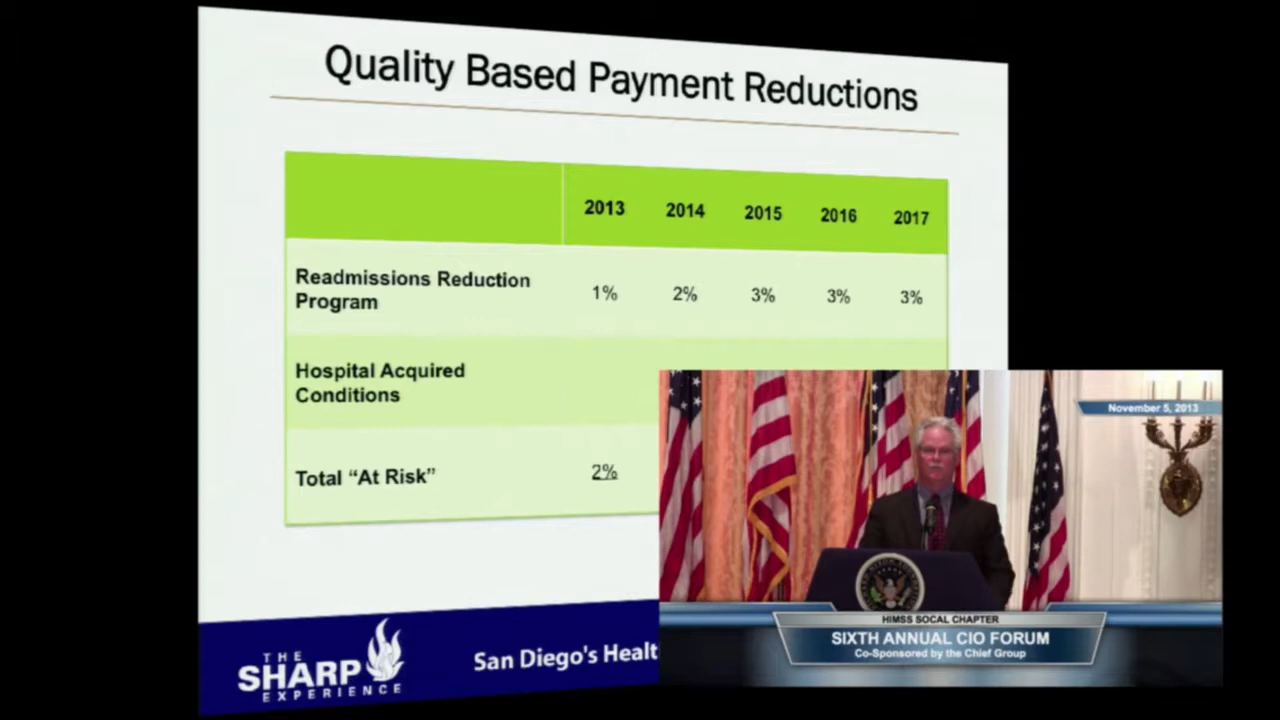 Quality Based Payment Reductions
2013 2014 2015 2016 2017
Readmissions Reduction
Program
1% 2% 3% 3% 3%
Hospital Acquired
Conditions
Total “At Risk”
2%
THE
SHARP
EXPERIENCE
San Diego's Healt
November 5, 2013
HIMSS SOCAL CHAPTER
SIXTH ANNUAL CIO FORUM
Co-Sponsored by the Chief Group